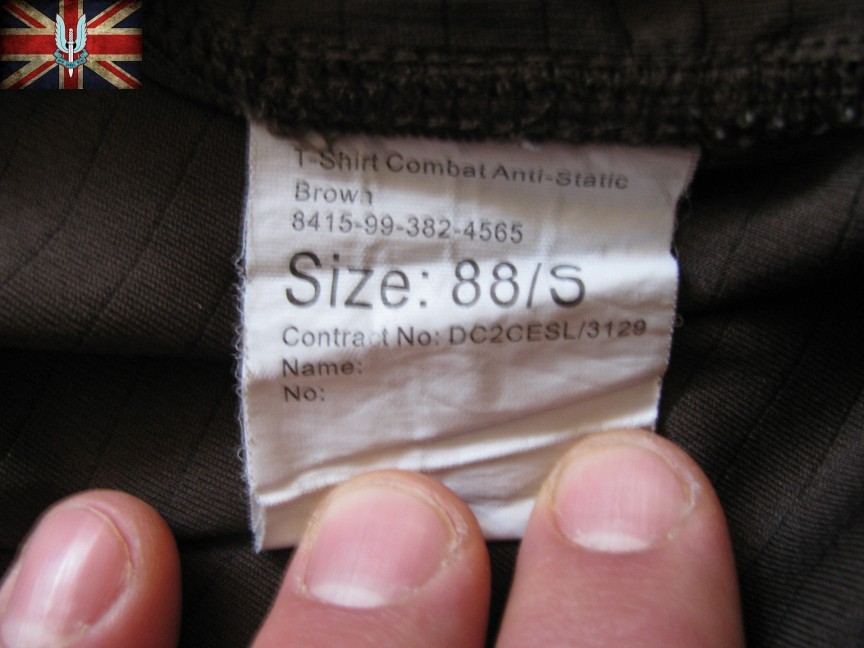 T-Shirt Combat Anti-Static
Brown
8415-99-382-4565
Size: 88/S
Contract No: DC2CESL/3129
Name:
No: